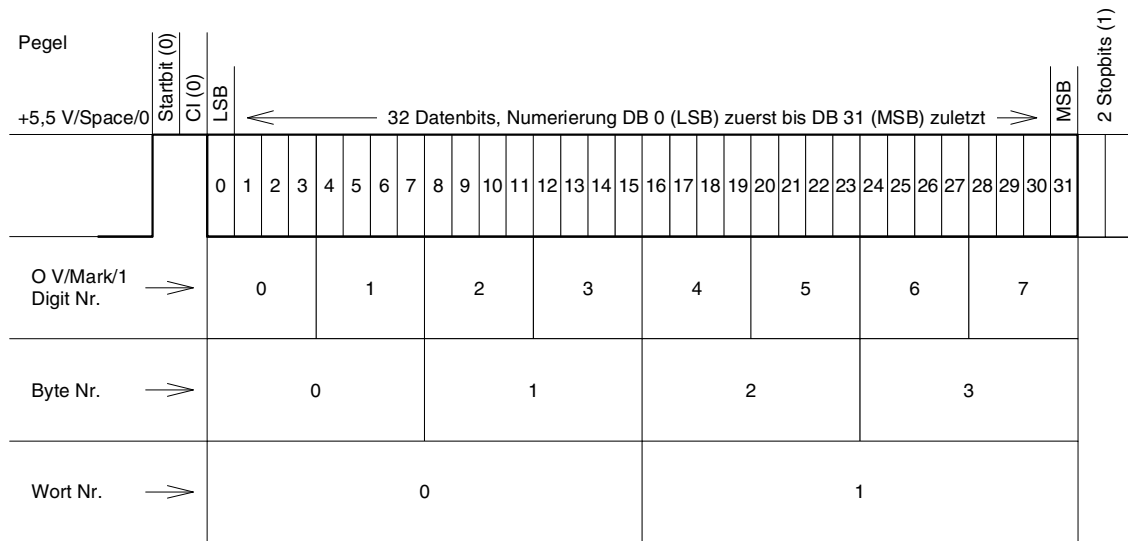 Pegel
+5,5 V/Space/0
Startbit (0)
CI (0)
LSB
32 Datenbits, Numerierung DB 0 (LSB) zuerst bis DB 31 (MSB) zuletzt
MSB
2 Stopbits (1)
0 1 2 3 4 5 6 7 8 9 10 11 12 13 14 15 16 17 18 19 20 21 22 23 24 25 26 27 28 29 30 31
O V/Mark/1
Digit Nr.
0 1 2 3 4 5 6 7
Byte Nr.
0 1 2 3
Wort Nr.
0 1